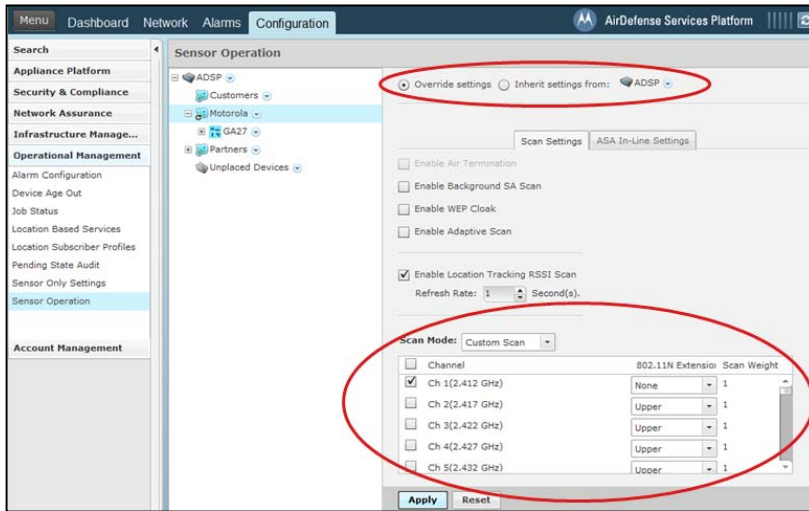 Menu Dashboard Network Alarms Configuration AirDefense Services Platform
Search
Appliance Platform
Security & Compliance
Network Assurance
Infrastructure Manage...
Operational Management
Alarm Configuration
Device Age Out
Job Status
Location Based Services
Location Subscriber Profiles
Pending State Audit
Sensor Only Settings
Sensor Operation
Account Management
Sensor Operation
ADSP
Customers
Motorola
GA27
Partners
Unplaced Devices
Override settings Inherit settings from: ADSP
Scan Settings ASA In-Line Settings
Enable Air Termination
Enable Background SA Scan
Enable WEP Cloak
Enable Adaptive Scan
Enable Location Tracking RSSI Scan
Refresh Rate: 1 Second(s).
Scan Mode: Custom Scan
Channel 802.11N Extensio Scan Weight
Ch 1(2.412 GHz) None 1
Ch 2(2.417 GHz) Upper 1
Ch 3(2.422 GHz) Upper 1
Ch 4(2.427 GHz) Upper 1
Ch 5(2.432 GHz) Upper 1
Apply Reset